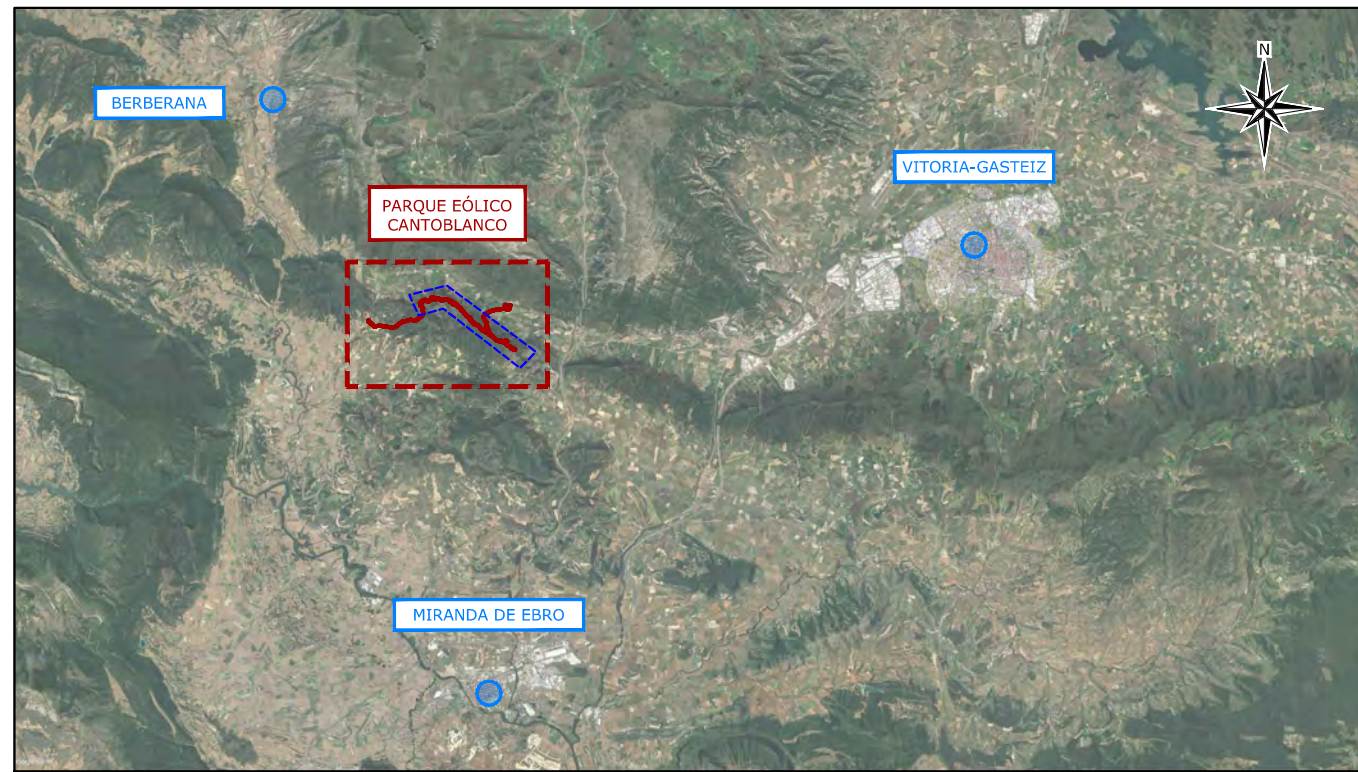 N
BERBERANA
VITORIA-GASTEIZ
PARQUE EÓLICO
CANTOBLANCO
MIRANDA DE EBRO